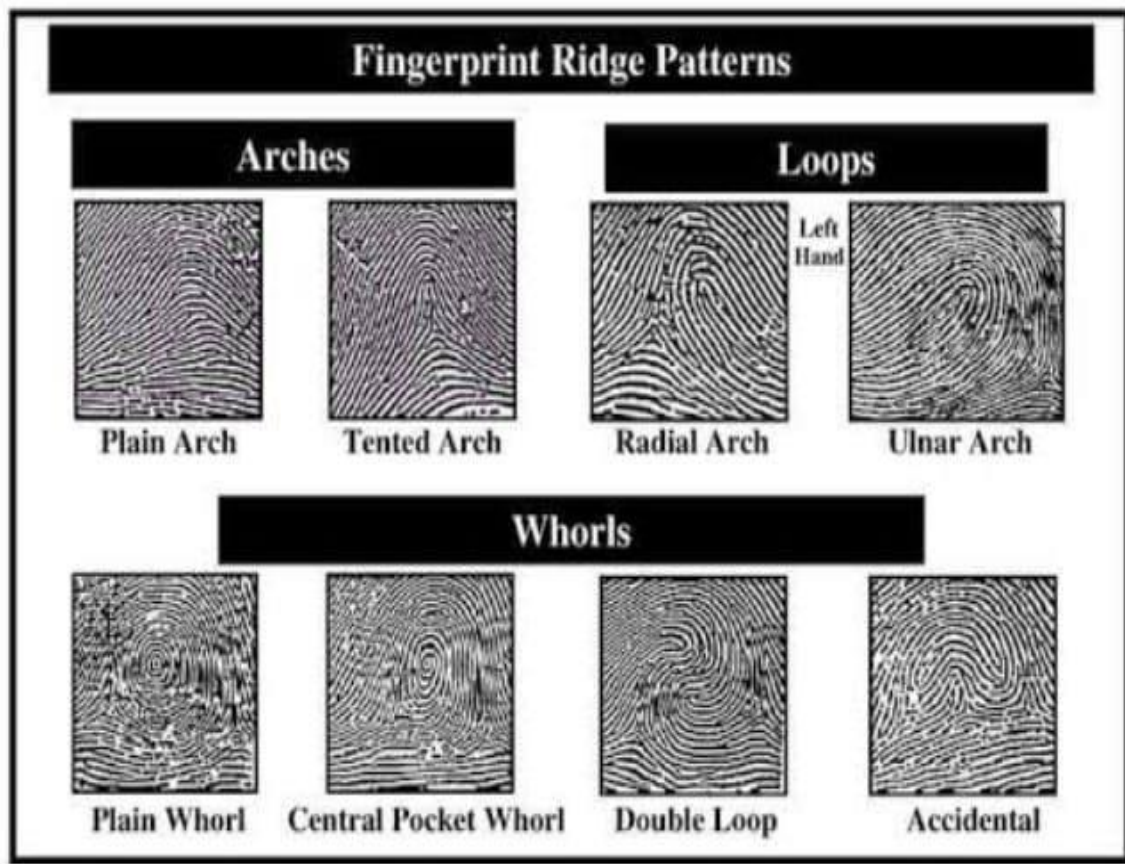 Fingerprint Ridge Patterns
Arches
Loops
Left
Hand
Plain Arch
Tented Arch
Radial Arch
Ulnar Arch
Whorls
Plain Whorl
Central Pocket Whorl
Double Loop
Accidental